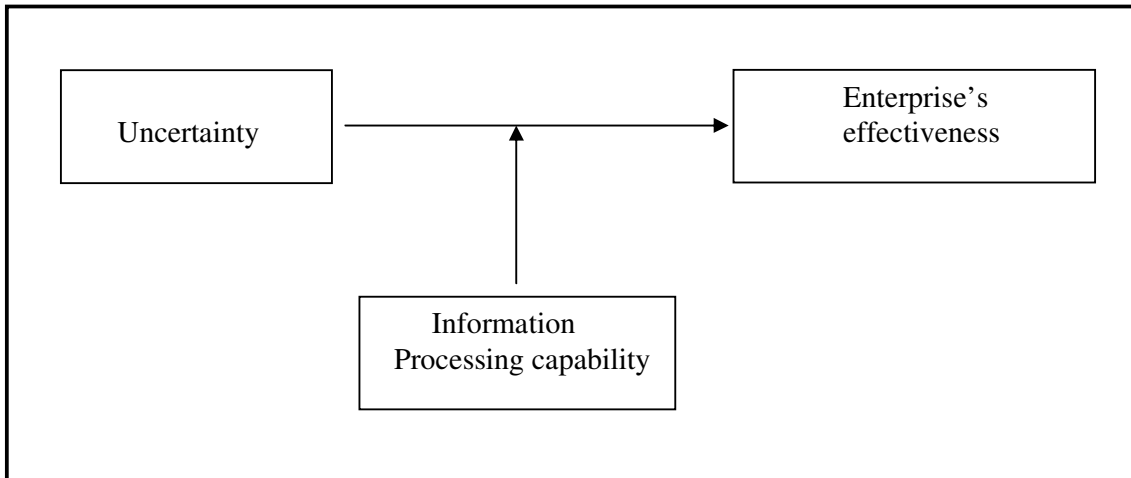 Uncertainty
Enterprise’s
effectiveness
Information
Processing capability